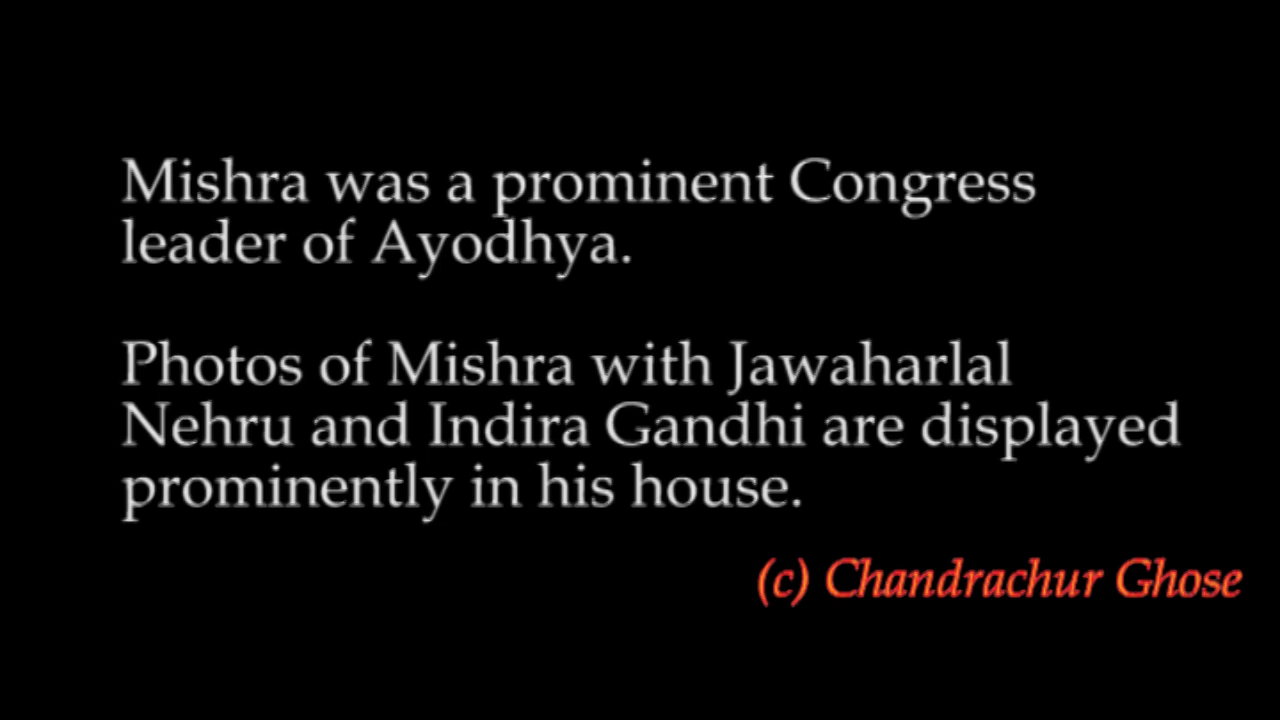 Mishra was a prominent Congress
leader of Ayodhya.
Photos of Mishra with Jawaharlal
Nehru and Indira Gandhi are displayed
prominently in his house.
(c) Chandrachur Ghose